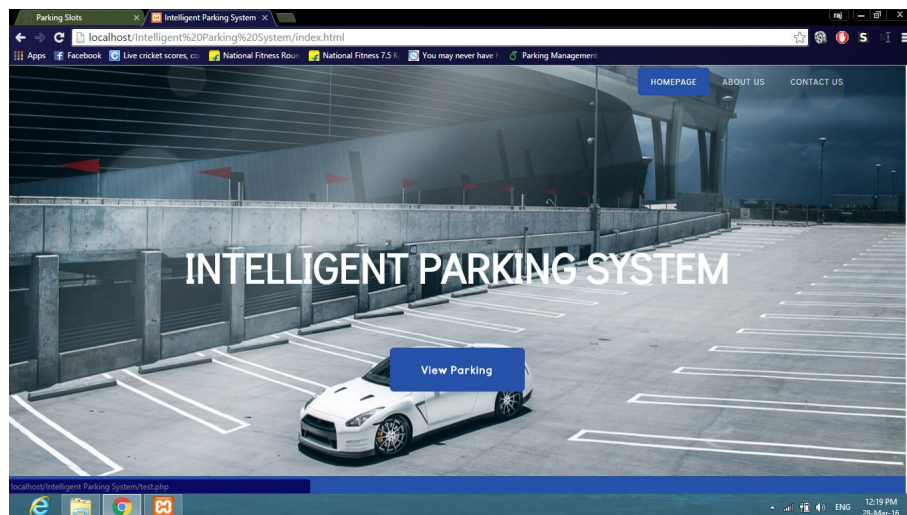 Parking Slots
Intelligent Parking System
raj
localhost/Intelligent%20Parking%20System/index.html
Apps
Facebook
Live cricket scores, co
National Fitness Roun
National Fitness 7.5 K
You may never have h
Parking Management
HOMEPAGE
ABOUT US
CONTACT US
INTELLIGENT PARKING SYSTEM
View Parking
localhost/Intelligent Parking System/test.php
ENG
12:19 PM
28-Mar-16